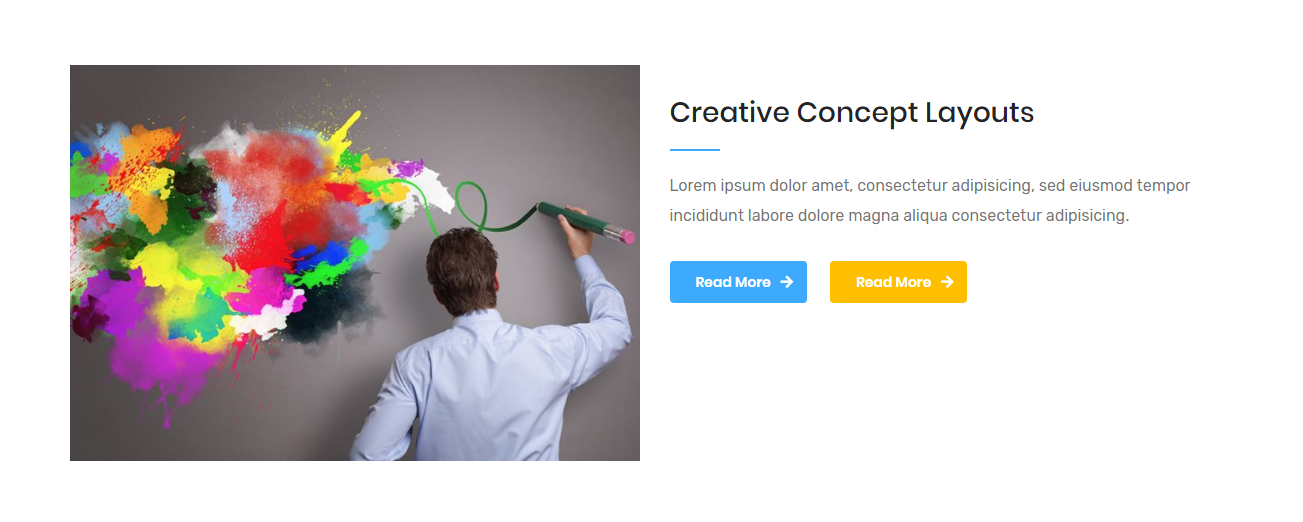 Creative Concept Layouts
Lorem ipsum dolor amet, consectetur adipisicing, sed eiusmod tempor
incididunt labore dolore magna aliqua consectetur adipisicing.
Read More
Read More